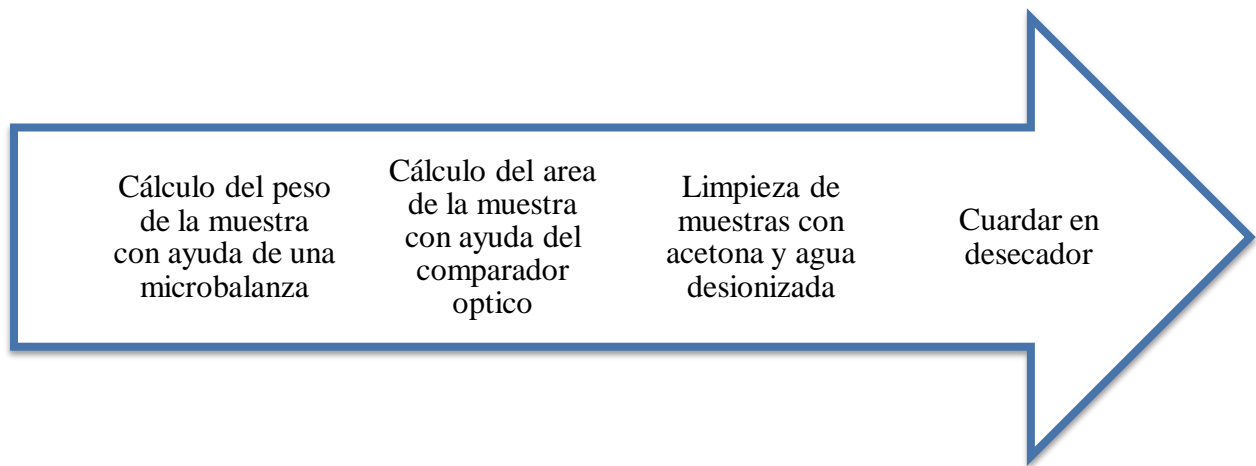 Cálculo del peso
de la muestra
con ayuda de una
microbalanza
Cálculo del area
de la muestra
con ayuda del
comparador
optico
Limpieza de
muestras con
acetona y agua
desionizada
Cuardar en
desecador